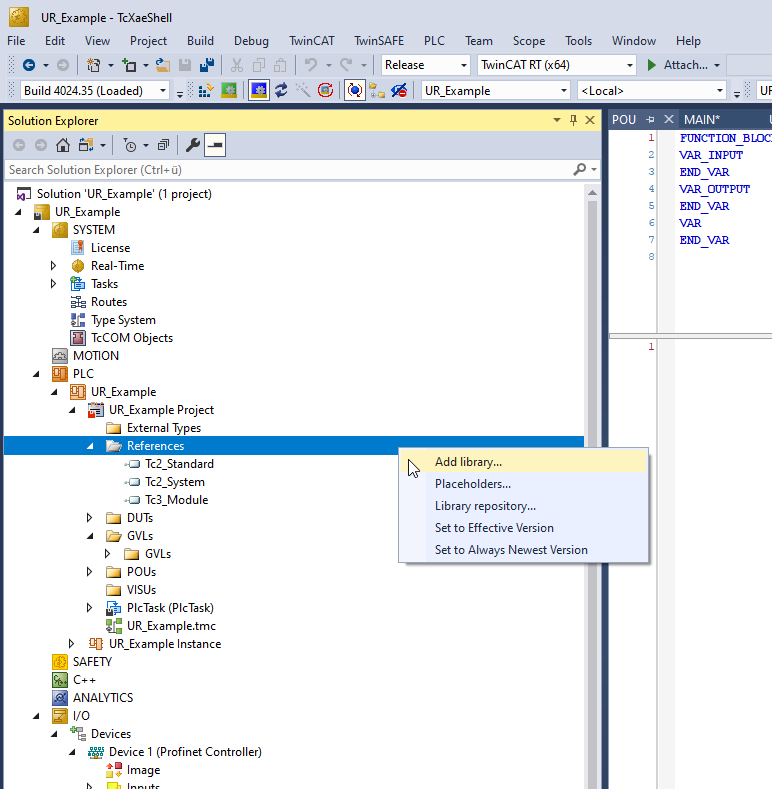 UR_Example - TcXaeShell
File Edit View Project Build Debug TwinCAT TwinSAFE PLC Team Scope Tools Window Help
Release TwinCAT RT (x64) Attach...
Build 4024.35 (Loaded) UR_Example <Local> UR
Solution Explorer
POU MAIN*
Search Solution Explorer (Ctrl+ü)
Solution 'UR_Example' (1 project)
UR_Example
SYSTEM
License
Real-Time
Tasks
Routes
Type System
TcCOM Objects
MOTION
PLC
UR_Example
UR_Example Project
External Types
References
Tc2_Standard
Tc2_System
Tc3_Module
DUTs
GVLs
GVLs
POUs
VISUs
PlcTask (PlcTask)
UR_Example.tmc
UR_Example Instance
SAFETY
C++
ANALYTICS
I/O
Devices
Device 1 (Profinet Controller)
Image
Inputs
Add library...
Placeholders...
Library repository...
Set to Effective Version
Set to Always Newest Version
1 FUNCTION_BLOC
2 VAR_INPUT
3 END_VAR
4 VAR_OUTPUT
5 END_VAR
6 VAR
7 END_VAR
8
1